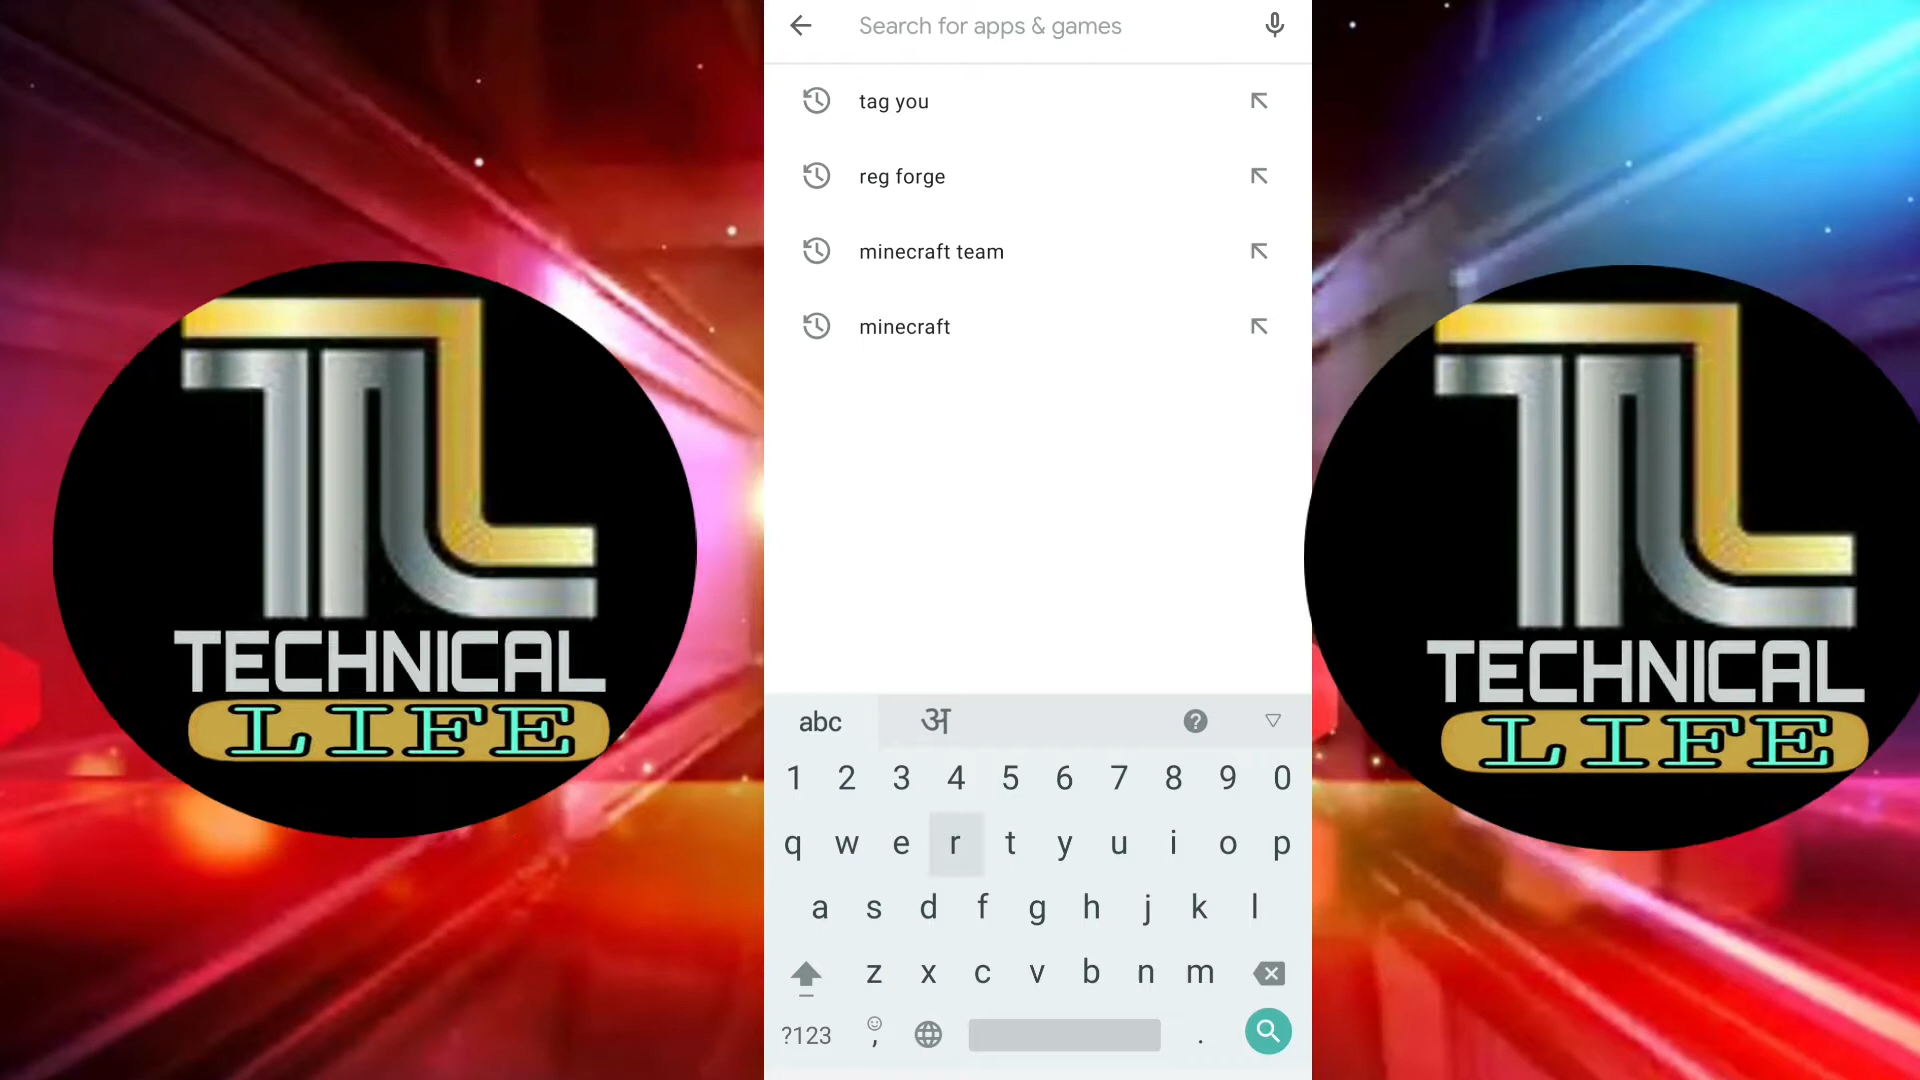 Search for apps & games
tag you
reg forge
minecraft team
minecraft
TL
TECHNICAL
LIFE
TL
TECHNICAL
LIFE
abc अ ?
1 2 3 4 5 6 7 8 9 0
q w e r t y u i o p
a s d f g h j k l
z x c v b n m
?123 , .